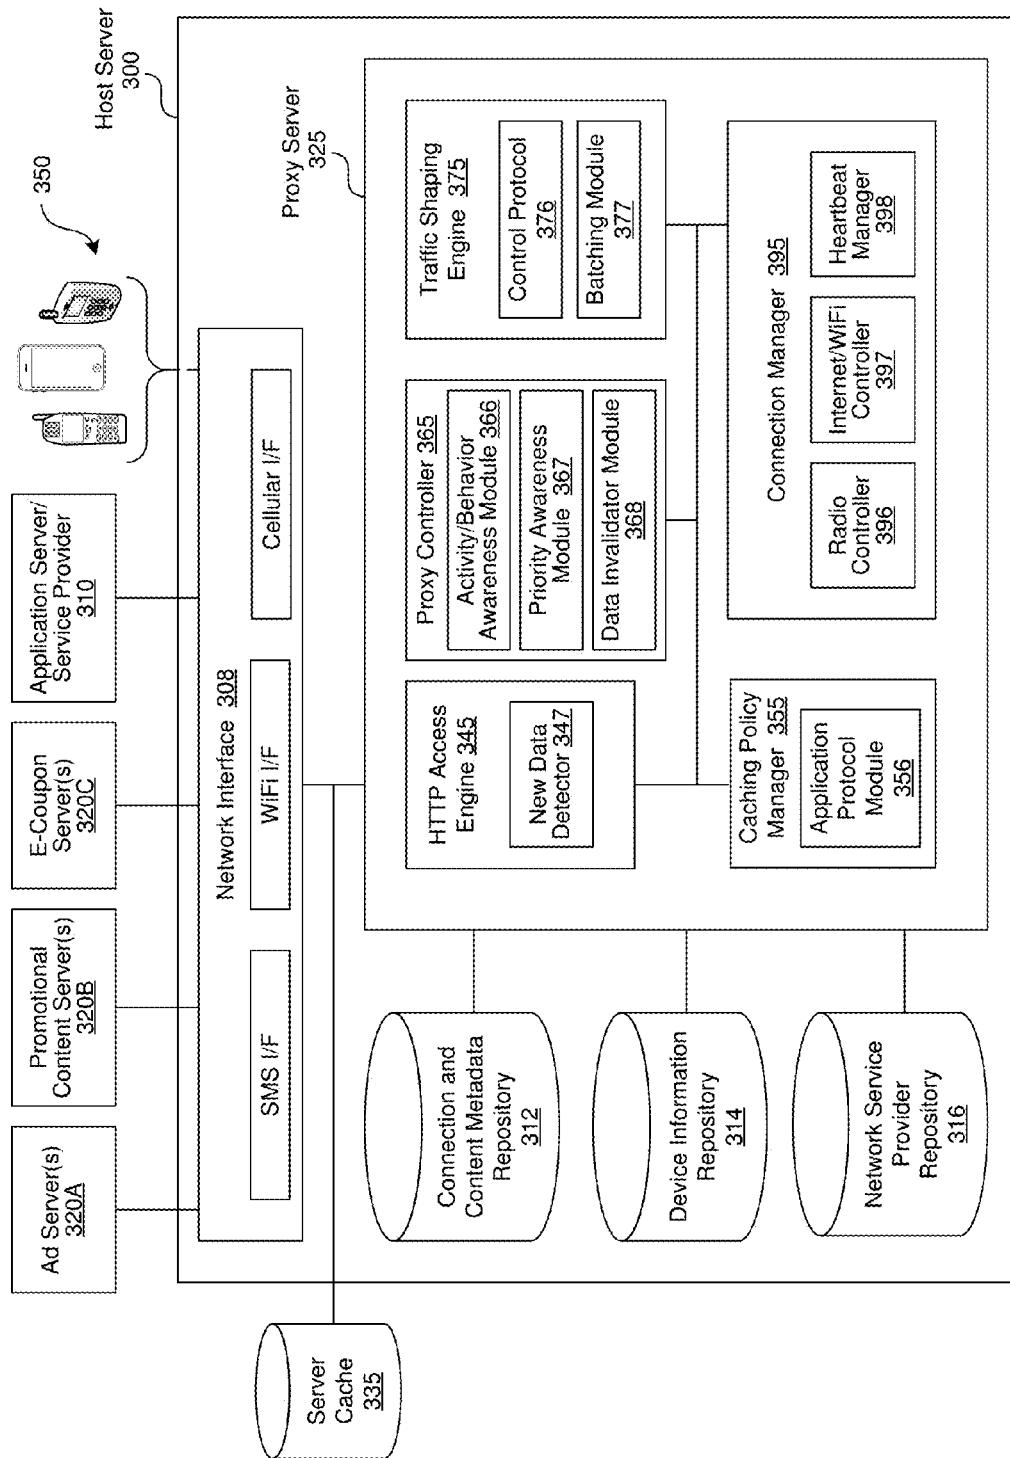 Ad Server(s)
320A
Promotional
Content Server(s)
320B
E-Coupon
Server(s)
320C
Application Server/
Service Provider
310
350
Host Server
300
Network Interface 308
SMS I/F
WiFi I/F
Cellular I/F
Server
Cache
335
Proxy Server
325
Connection and
Content Metadata
Repository
312
Device Information
Repository
314
Network Service
Provider
Repository
316
HTTP Access
Engine 345
New Data
Detector 347
Proxy Controller 365
Activity/Behavior
Awareness Module 366
Priority Awareness
Module 367
Data Invalidator Module
368
Traffic Shaping
Engine 375
Control Protocol
376
Batching Module
377
Caching Policy
Manager 355
Application
Protocol
Module
356
Connection Manager 395
Radio
Controller
396
Internet/WiFi
Controller
397
Heartbeat
Manager
398